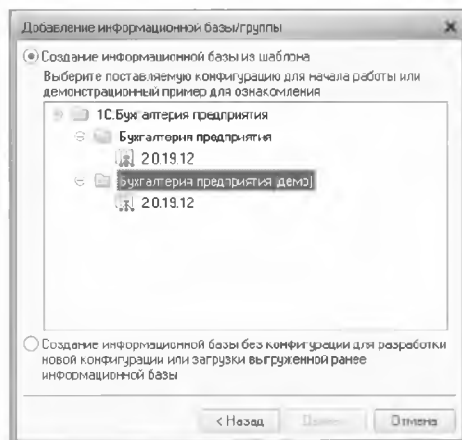 Добавление информационной базы/группы
Создание информационной базы из шаблона
Выберите поставляемую конфигурацию для начала работы или
демонстрационный пример для ознакомления
1С:Бухгалтерия предприятия
Бухгалтерия предприятия
2.0.19.12
Бухгалтерия предприятия (демо)
2.0.19.12
Создание информационной базы без конфигурации для разработки
новой конфигурации или загрузки выгруженной ранее
информационной базы
< Назад
Отмена